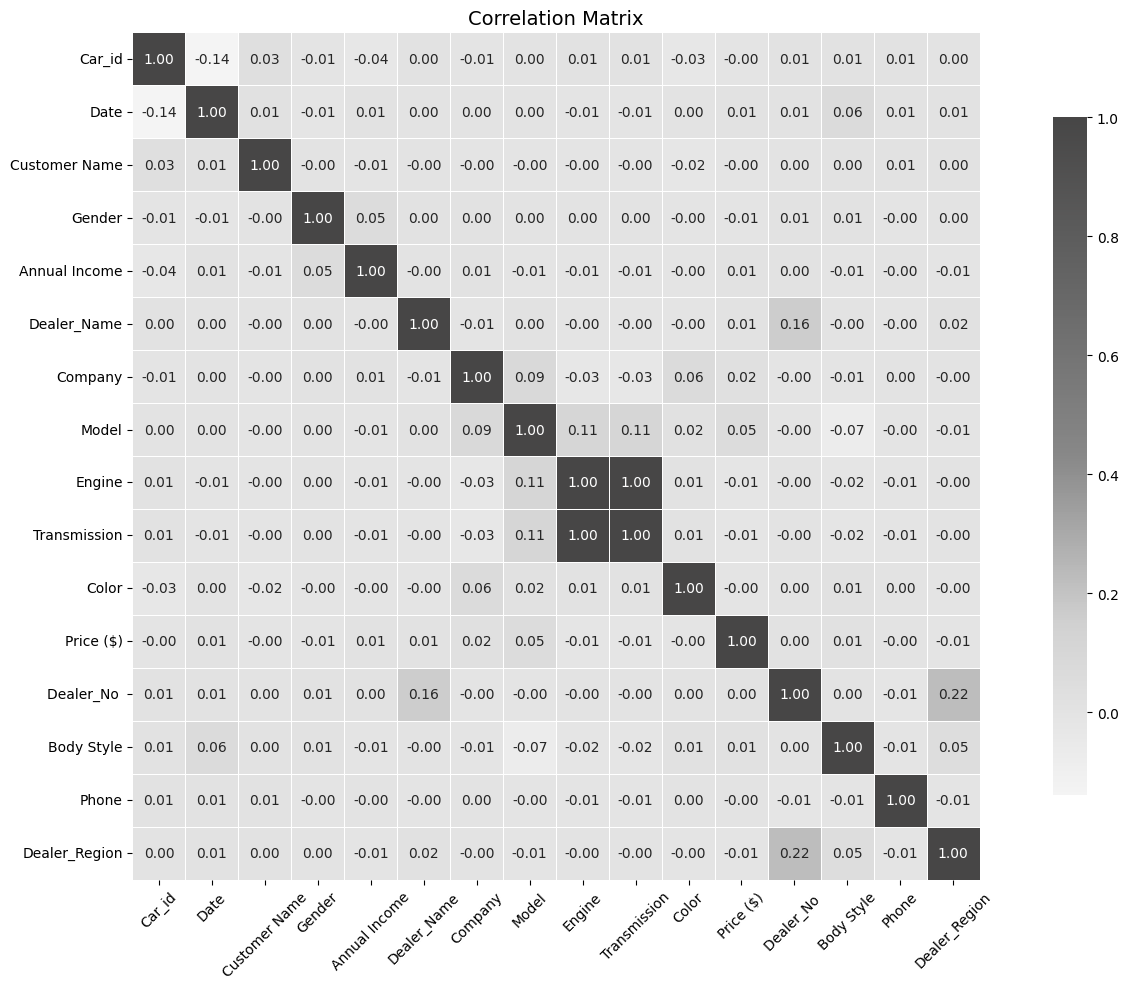 Correlation Matrix
Car_id 1.00 -0.14 0.03 -0.01 -0.04 0.00 -0.01 0.00 0.01 0.01 -0.03 -0.00 0.01 0.01 0.01 0.00
Date -0.14 1.00 0.01 -0.01 0.01 0.00 0.00 0.00 -0.01 -0.01 0.00 0.01 0.01 0.06 0.01 0.01
Customer Name 0.03 0.01 1.00 -0.00 -0.01 -0.00 -0.00 -0.00 -0.00 -0.00 -0.02 -0.00 0.00 0.00 0.01 0.00
Gender -0.01 -0.01 -0.00 1.00 0.05 0.00 0.00 0.00 0.00 0.00 -0.00 -0.01 0.01 0.01 -0.00 0.00
Annual Income -0.04 0.01 -0.01 0.05 1.00 -0.00 0.01 -0.01 -0.01 -0.01 -0.00 0.01 0.00 -0.01 -0.00 -0.01
Dealer_Name 0.00 0.00 -0.00 0.00 -0.00 1.00 -0.01 0.00 -0.00 -0.00 -0.00 0.01 0.16 -0.00 -0.00 0.02
Company -0.01 0.00 -0.00 0.00 0.01 -0.01 1.00 0.09 -0.03 -0.03 0.06 0.02 -0.00 -0.01 0.00 -0.00
Model 0.00 0.00 -0.00 0.00 -0.01 0.00 0.09 1.00 0.11 0.11 0.02 0.05 -0.00 -0.07 -0.00 -0.01
Engine 0.01 -0.01 -0.00 0.00 -0.01 -0.00 -0.03 0.11 1.00 1.00 0.01 -0.01 -0.00 -0.02 -0.01 -0.00
Transmission 0.01 -0.01 -0.00 0.00 -0.01 -0.00 -0.03 0.11 1.00 1.00 0.01 -0.01 -0.00 -0.02 -0.01 -0.00
Color -0.03 0.00 -0.02 -0.00 -0.00 -0.00 0.06 0.02 0.01 0.01 1.00 -0.00 0.00 0.01 0.00 -0.00
Price ($) -0.00 0.01 -0.00 -0.01 0.01 0.01 0.02 0.05 -0.01 -0.01 -0.00 1.00 0.00 0.01 -0.00 -0.01
Dealer_No 0.01 0.01 0.00 0.01 0.00 0.16 -0.00 -0.00 -0.00 -0.00 0.00 0.00 1.00 0.00 -0.01 0.22
Body Style 0.01 0.06 0.00 0.01 -0.01 -0.00 -0.01 -0.07 -0.02 -0.02 0.01 0.01 0.00 1.00 -0.01 0.05
Phone 0.01 0.01 0.01 -0.00 -0.00 -0.00 0.00 -0.00 -0.01 -0.01 0.00 -0.00 -0.01 -0.01 1.00 -0.01
Dealer_Region 0.00 0.01 0.00 0.00 -0.01 0.02 -0.00 -0.01 -0.00 -0.00 -0.00 -0.01 0.22 0.05 -0.01 1.00
Car_id Date Customer Name Gender Annual Income Dealer_Name Company Model Engine Transmission Color Price ($) Dealer_No Body Style Phone Dealer_Region
1.0
0.8
0.6
0.4
0.2
0.0